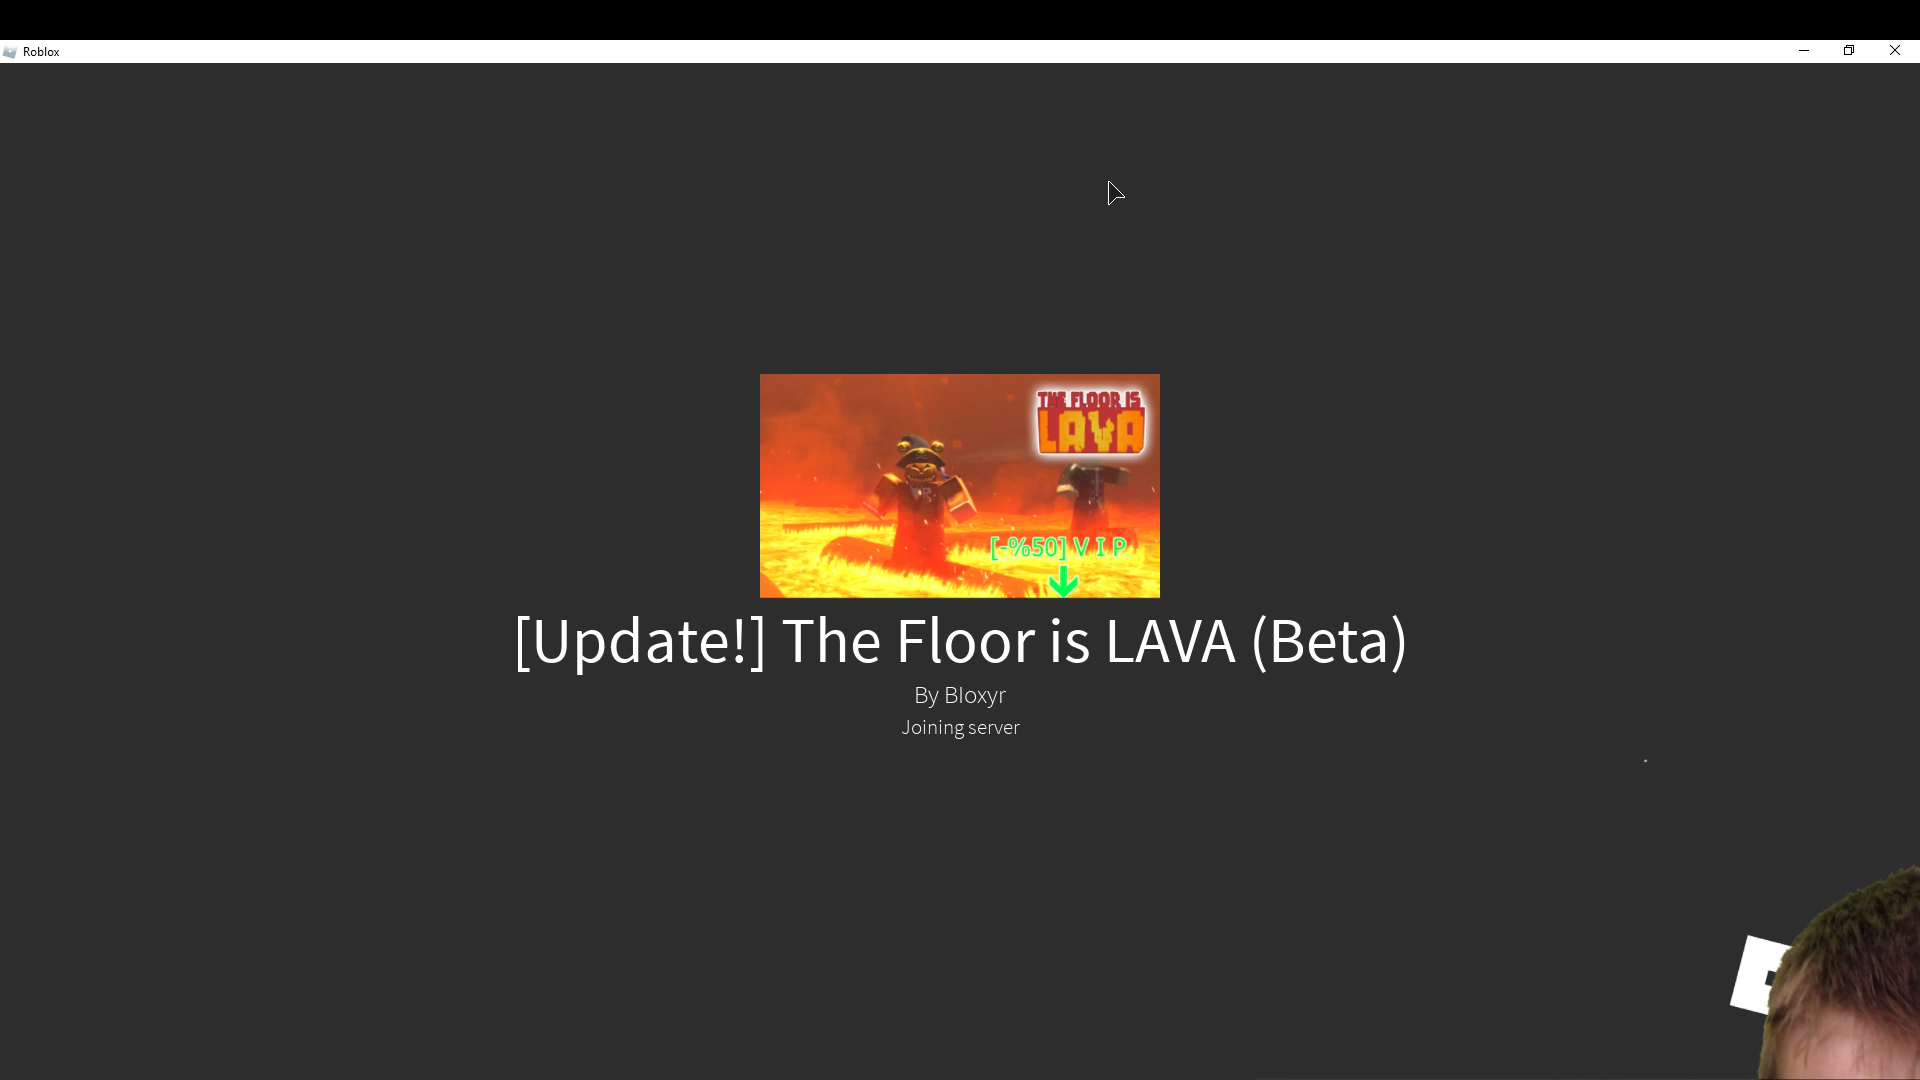 Roblox
THE FLOOR IS
LAVA
[-%50] V I P
[Update!] The Floor is LAVA (Beta)
By Bloxyr
Joining server